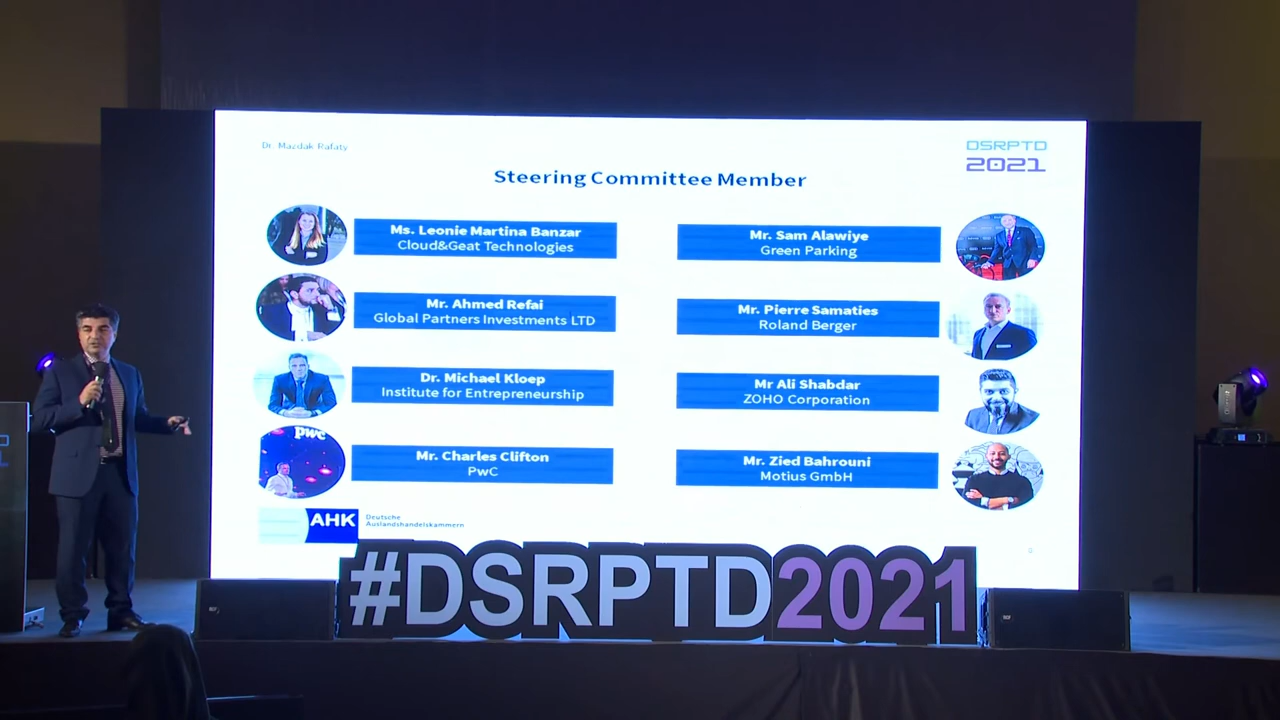 Dr. Mazdak Rafaty
DSRPTD
2021
Steering Committee Member
Ms. Leonie Martina Banzar
Cloud&Geat Technologies
Mr. Sam Alawiye
Green Parking
Mr. Ahmed Refai
Global Partners Investments LTD
Mr. Pierre Samaties
Roland Berger
Dr. Michael Kloep
Institute for Entrepreneurship
Mr Ali Shabdar
ZOHO Corporation
pwc
Mr. Charles Clifton
PwC
Mr. Zied Bahrouni
Motius GmbH
AHK
Deutsche
Auslandshandelskammern
#DSRPTD2021